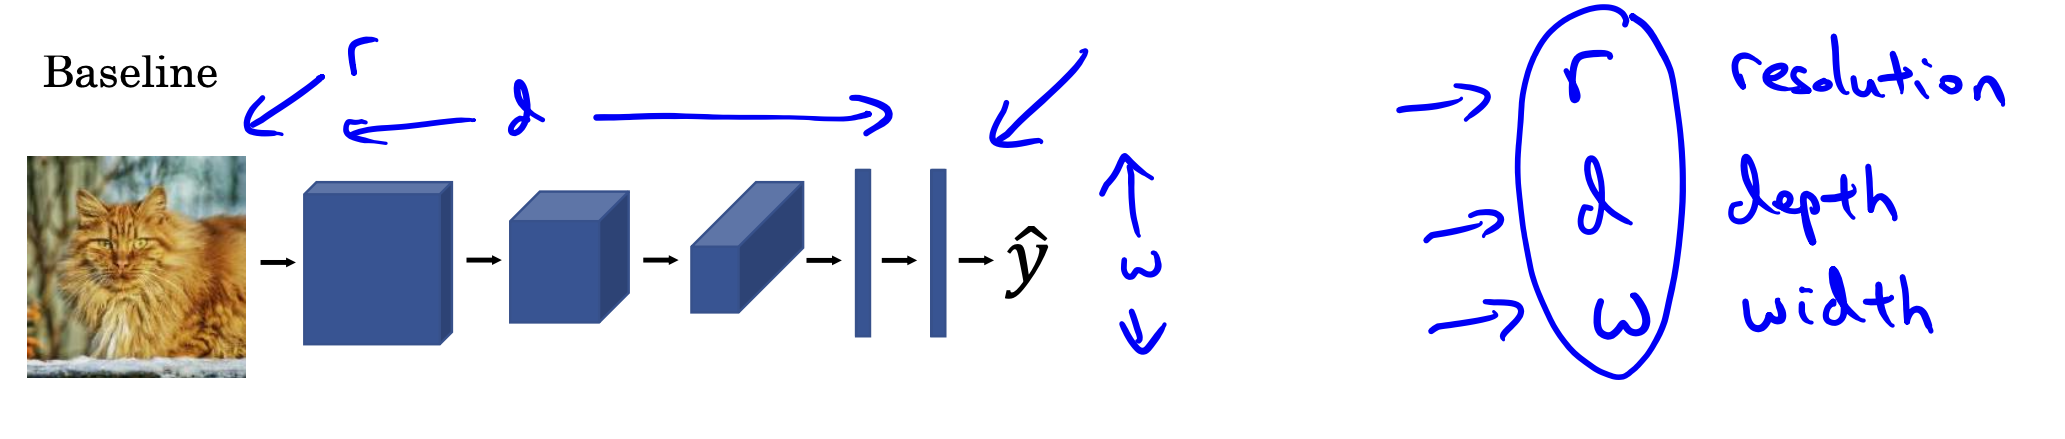 Baseline
r
d
ŷ
w
r resolution
d depth
w width